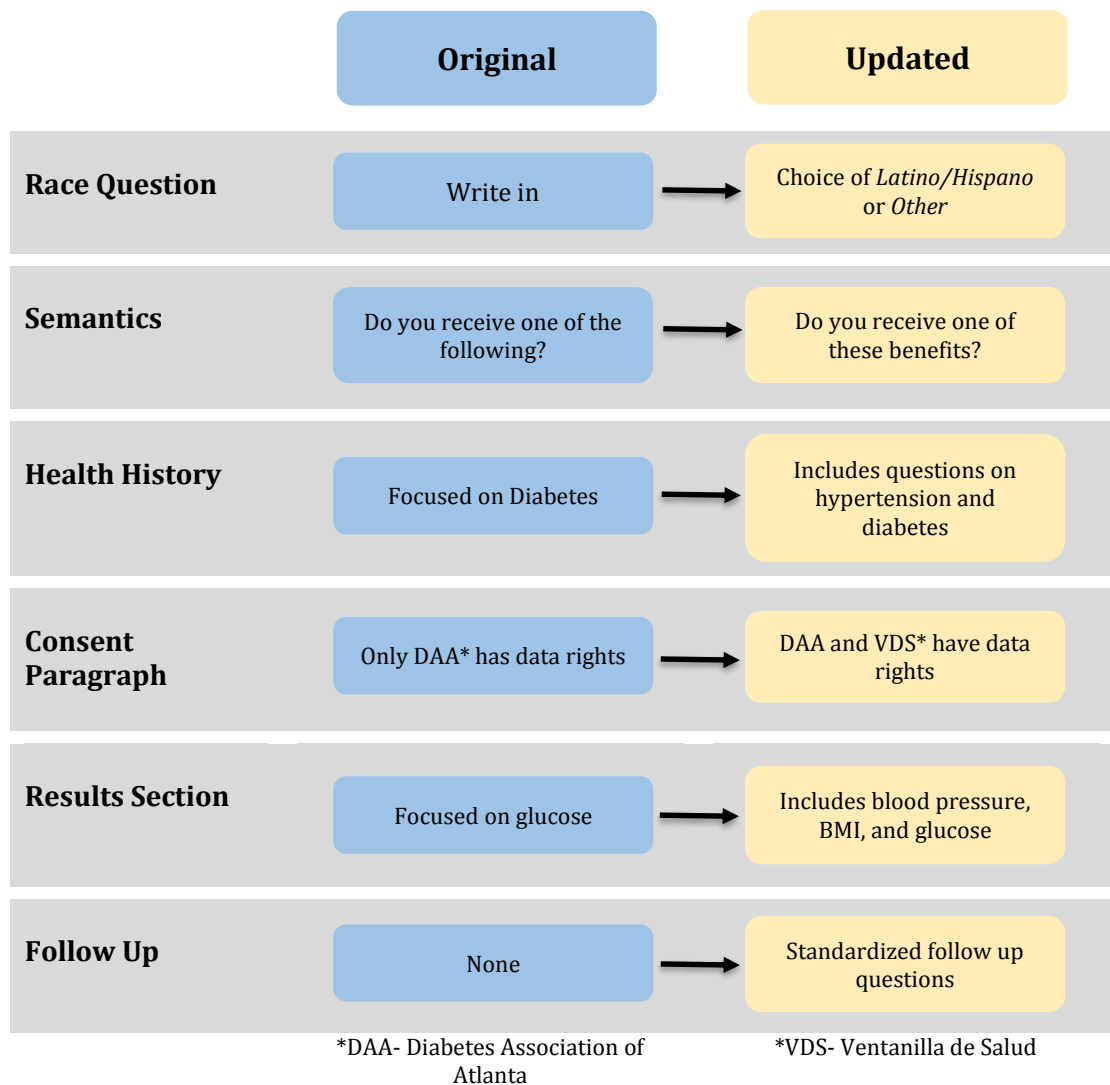 Original
Updated
Race Question
Write in
Choice of Latino/Hispano
or Other
Semantics
Do you receive one of the
following?
Do you receive one of
these benefits?
Health History
Focused on Diabetes
Includes questions on
hypertension and
diabetes
Consent
Paragraph
Only DAA* has data rights
DAA and VDS* have data
rights
Results Section
Focused on glucose
Includes blood pressure,
BMI, and glucose
Follow Up
None
Standardized follow up
questions
*DAA- Diabetes Association of
Atlanta
*VDS- Ventanilla de Salud